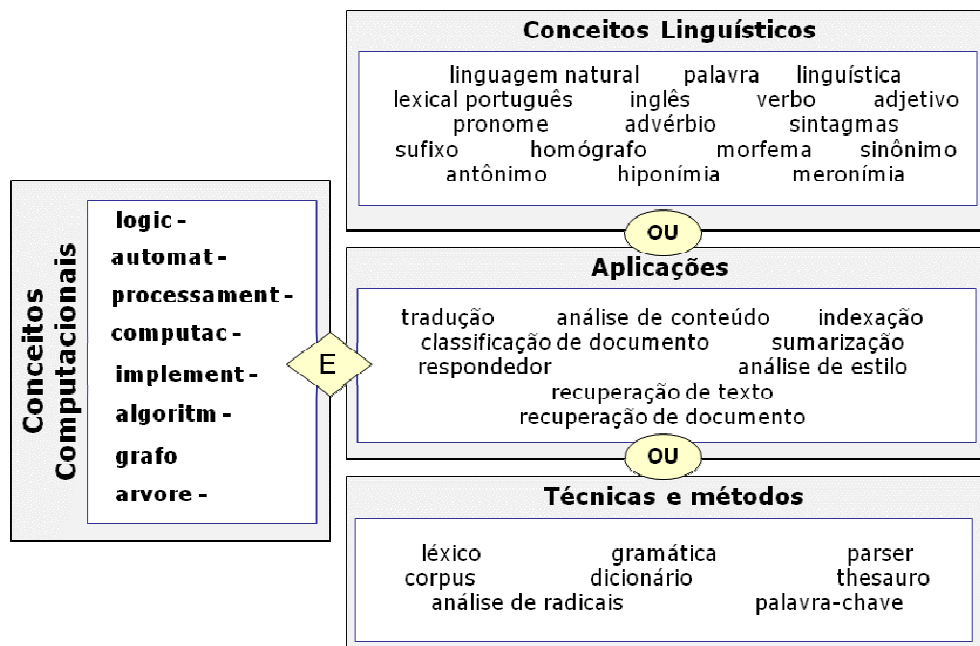 Conceitos Computacionais
logic -
automat -
processament -
computac -
implement -
algoritm -
grafo
arvore -
E
Conceitos Linguísticos
linguagem natural palavra linguística
lexical português inglês verbo adjetivo
pronome advérbio sintagmas
sufixo homógrafo morfema sinônimo
antônimo hiponímia meronímia
OU
Aplicações
tradução análise de conteúdo indexação
classificação de documento sumarização
respondedor análise de estilo
recuperação de texto
recuperação de documento
OU
Técnicas e métodos
léxico gramática parser
corpus dicionário thesauro
análise de radicais palavra-chave